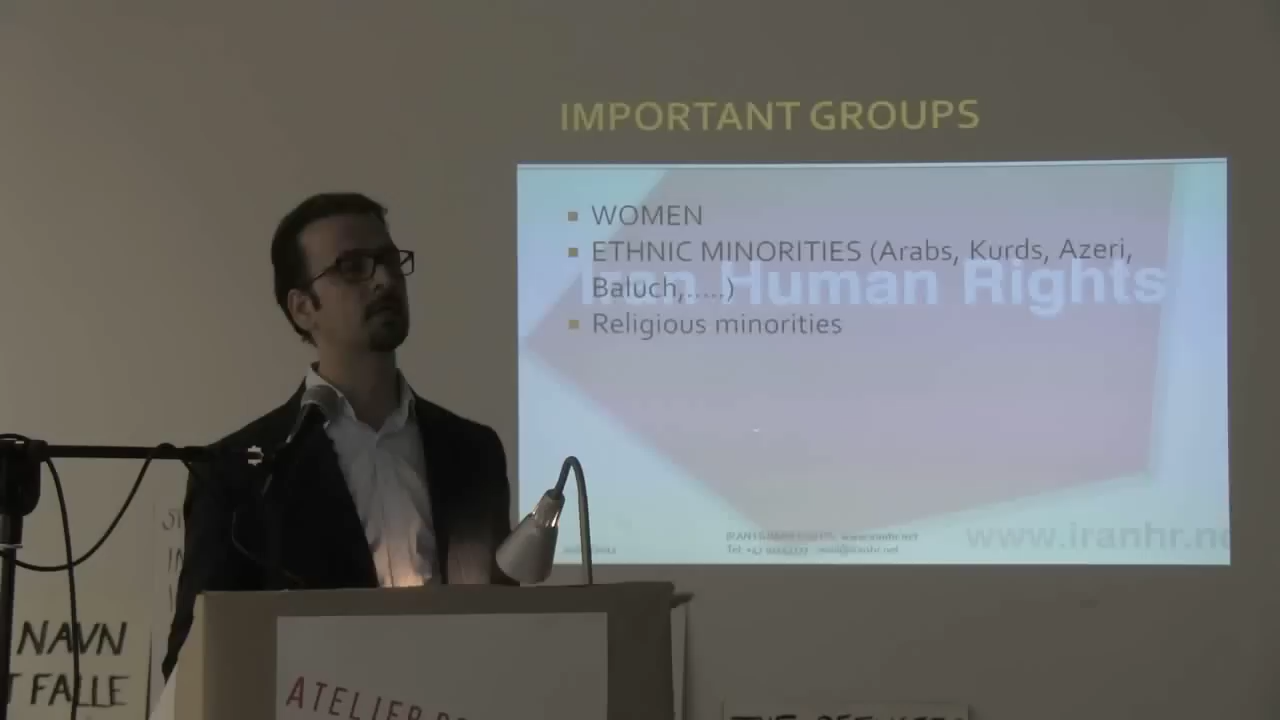 IMPORTANT GROUPS
WOMEN
ETHNIC MINORITIES (Arabs, Kurds, Azeri,
Baluch,.....)
Iran Human Rights
Religious minorities
www.iranhr.ne
NAVN
FALLE
ATELIER